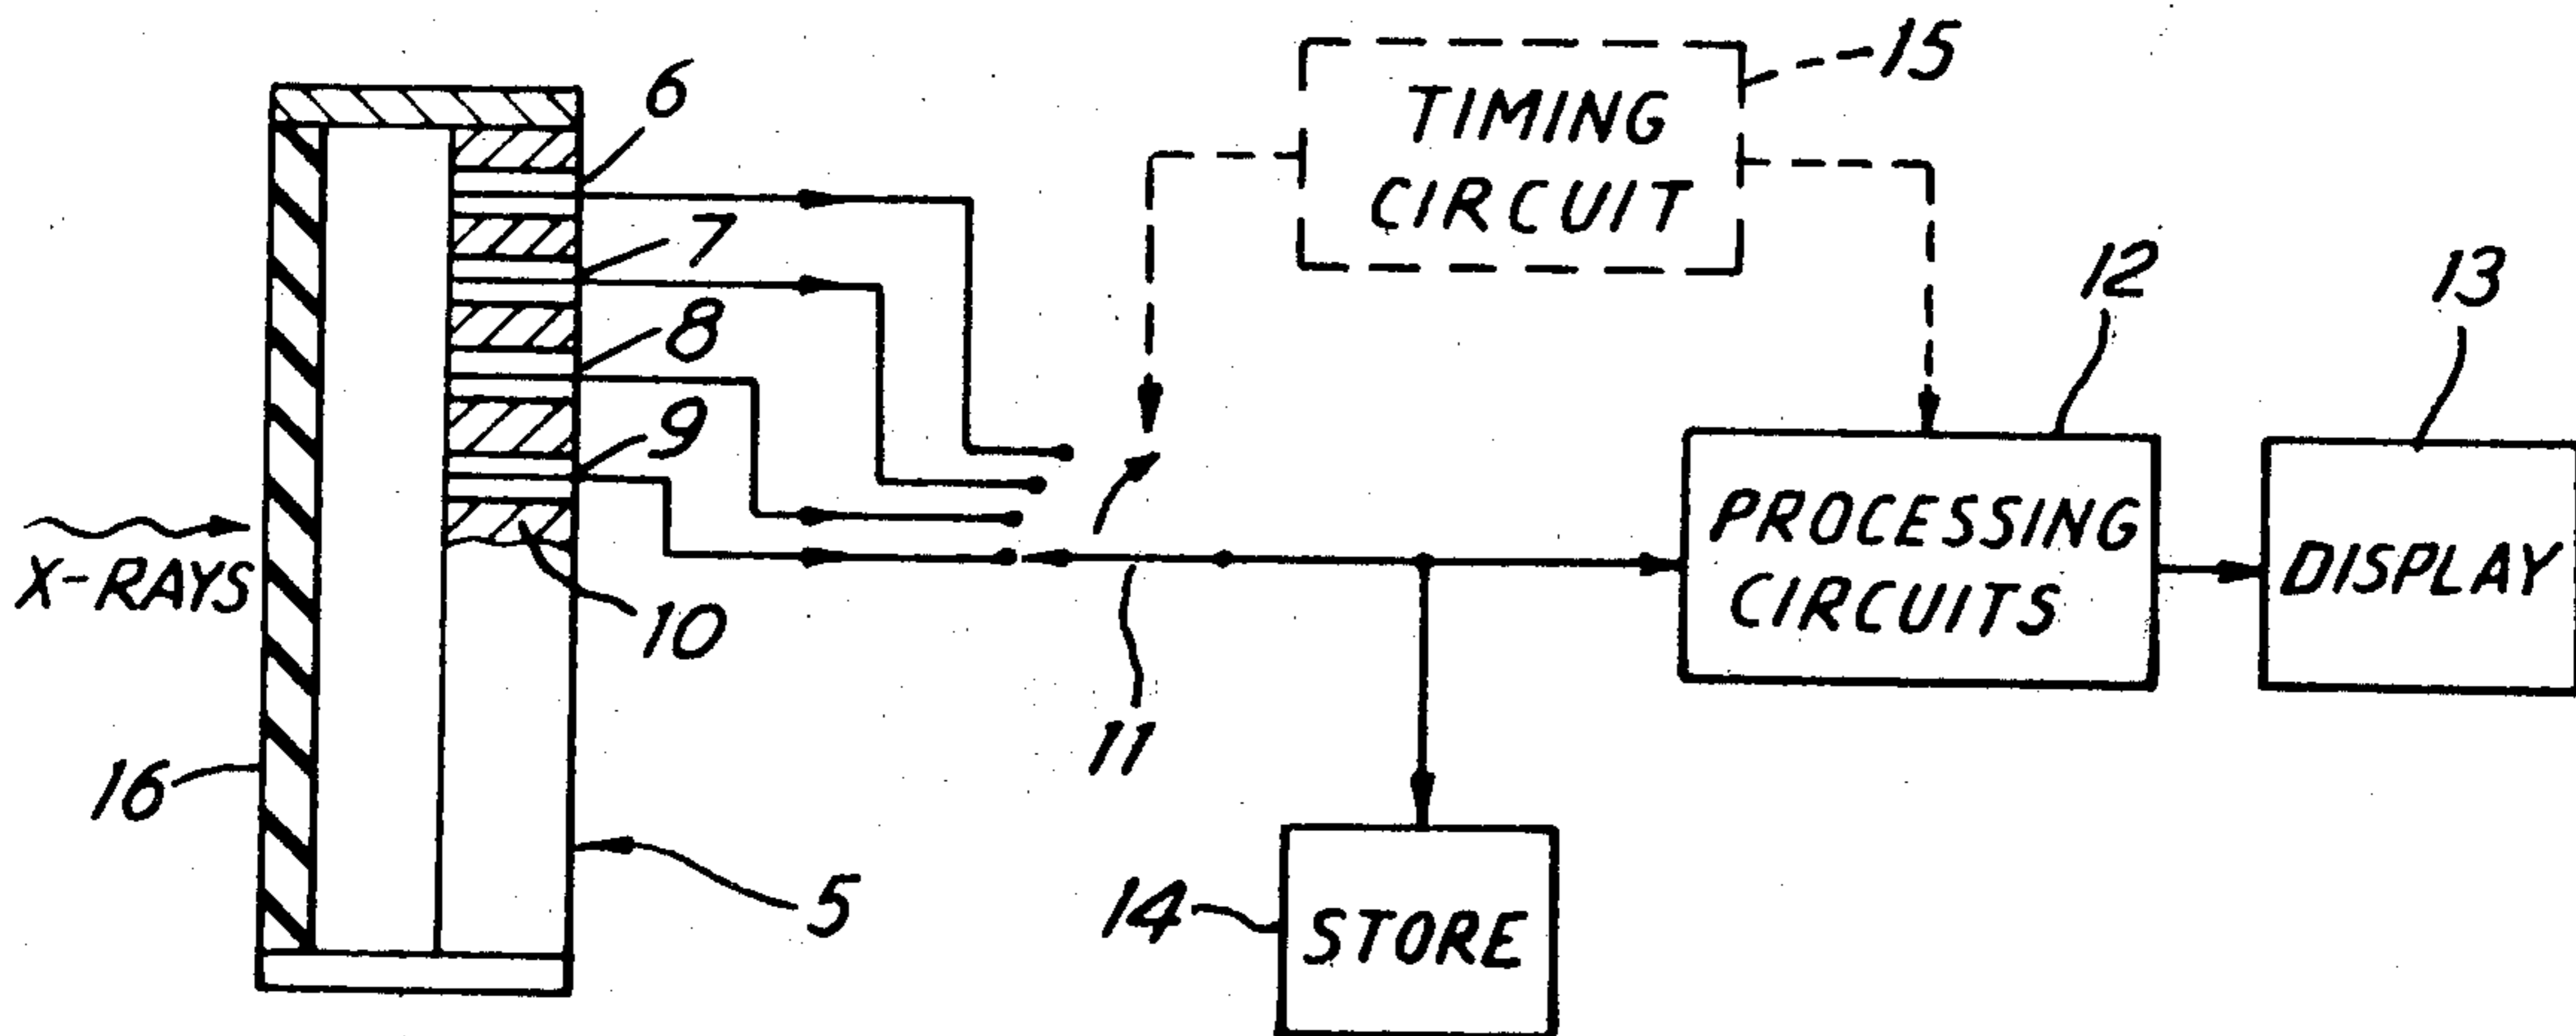 15
TIMING
CIRCUIT
6
7
8
9
10
X-RAYS
16
5
11
12
PROCESSING
CIRCUITS
13
DISPLAY
14
STORE